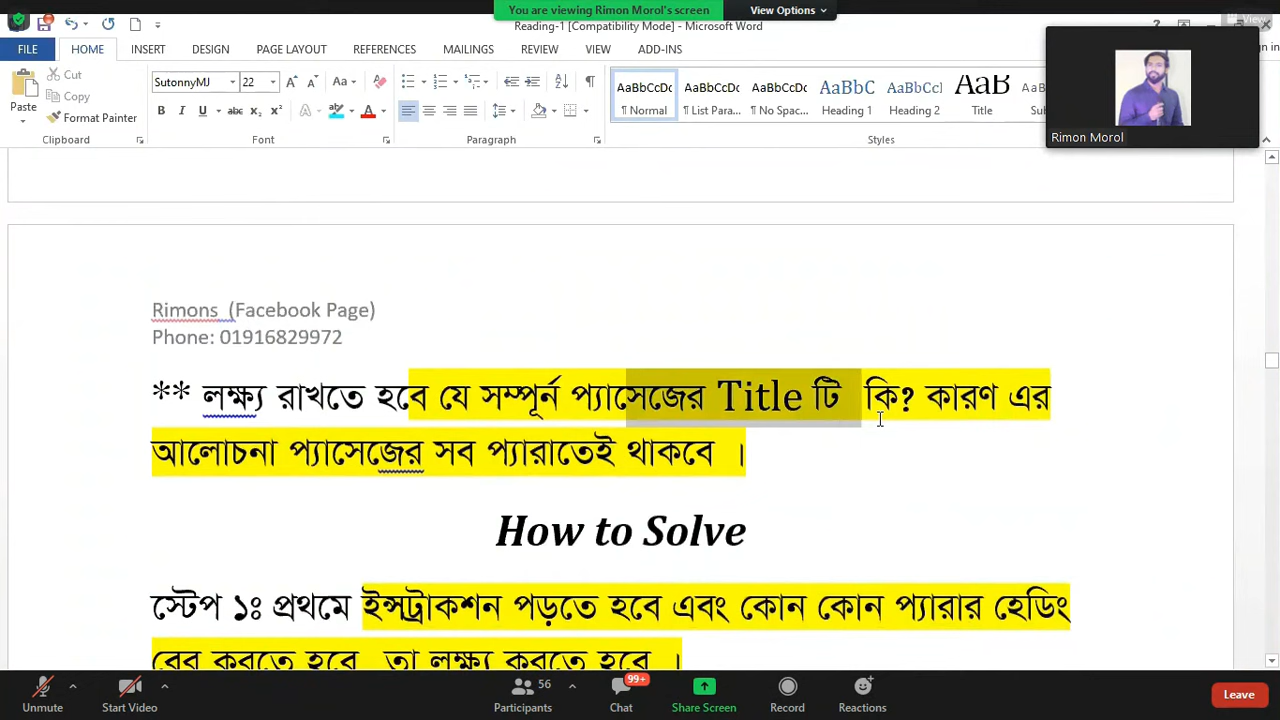 You are viewing Rimon Morol's screen
View Options
Reading-1 [Compatibility Mode] - Microsoft Word
View
FILE HOME INSERT DESIGN PAGE LAYOUT REFERENCES MAILINGS REVIEW VIEW ADD-INS
Cut
Copy
Format Painter
Paste
Clipboard
SutonnyMJ 22
Font
Paragraph
AaBbCcDc AaBbCcDc AaBbCcDc AaBbC AaBbCcl AaB
¶ Normal ¶ List Para... ¶ No Spac... Heading 1 Heading 2 Title
Styles
Rimon Morol
Rimons (Facebook Page)
Phone: 01916829972
** লক্ষ্য রাখতে হবে যে সম্পূর্ন প্যাসেজের Title টি কি? কারণ এর
আলোচনা প্যাসেজের সব প্যারাতেই থাকবে ।
How to Solve
স্টেপ ১ঃ প্রথমে ইন্সট্রাকশন পড়তে হবে এবং কোন কোন প্যারার হেডিং
বের করতে হবে তা লক্ষ্য করতে হবে ।
Unmute
Start Video
56
Participants
99+
Chat
Share Screen
Record
Reactions
Leave